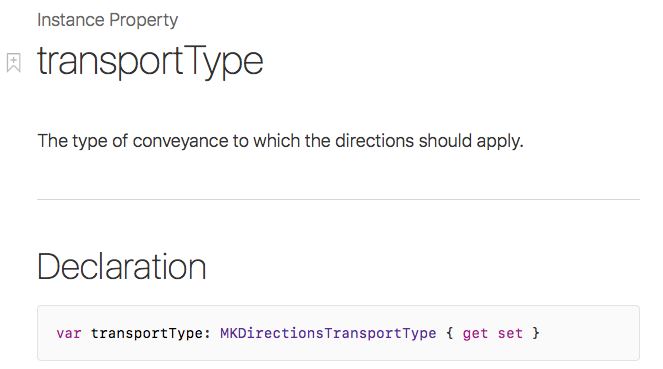 Instance Property
transportType
The type of conveyance to which the directions should apply.
Declaration
var transportType: MKDirectionsTransportType { get set }